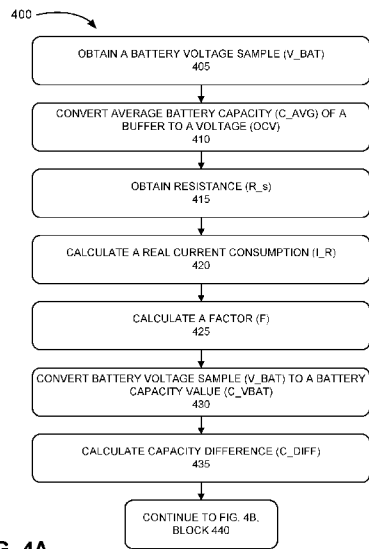 400
OBTAIN A BATTERY VOLTAGE SAMPLE (V_BAT)
405
CONVERT AVERAGE BATTERY CAPACITY (C_AVG) OF A
BUFFER TO A VOLTAGE (OCV)
410
OBTAIN RESISTANCE (R_s)
415
CALCULATE A REAL CURRENT CONSUMPTION (I_R)
420
CALCULATE A FACTOR (F)
425
CONVERT BATTERY VOLTAGE SAMPLE (V_BAT) TO A BATTERY
CAPACITY VALUE (C_VBAT)
430
CALCULATE CAPACITY DIFFERENCE (C_DIFF)
435
CONTINUE TO FIG. 4B,
BLOCK 440
4A